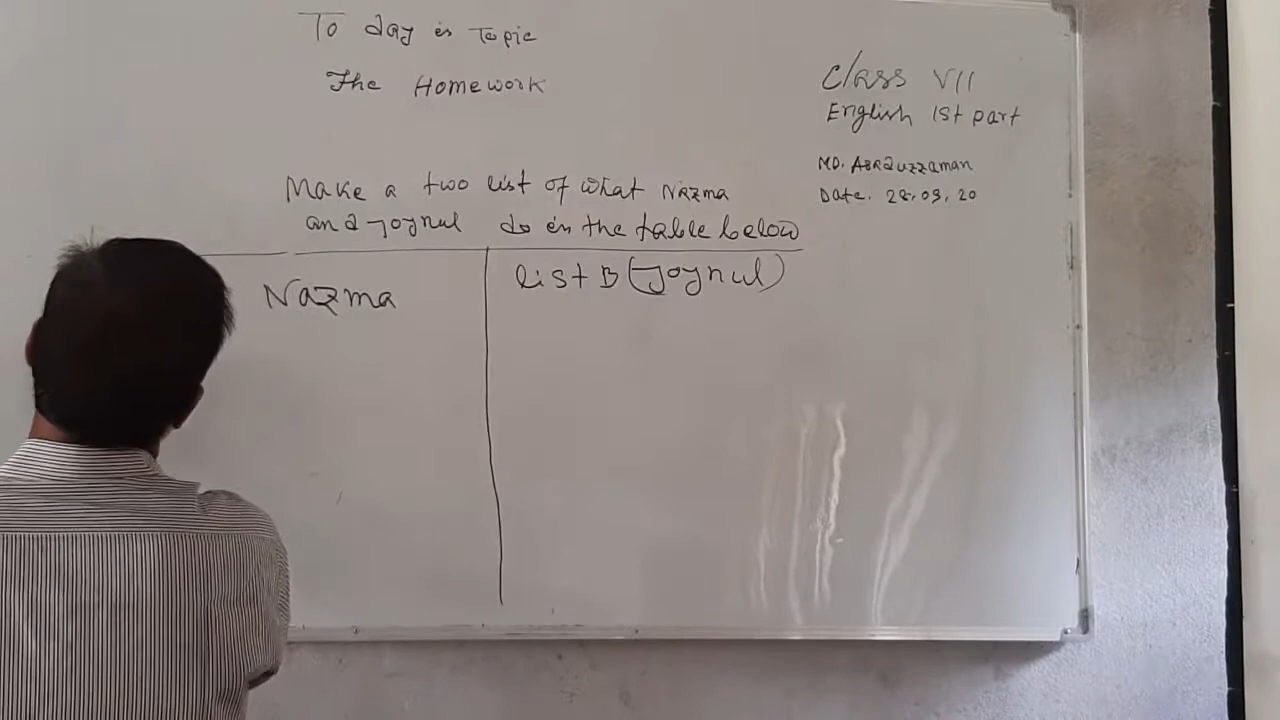 To day is Topic
The Homework
Class VII
English 1st part
MD. Asaduzzaman
Date. 28.09.20
Make a two list of what Nazma
and Joynul do in the table below
Nazma
list B (Joynul)